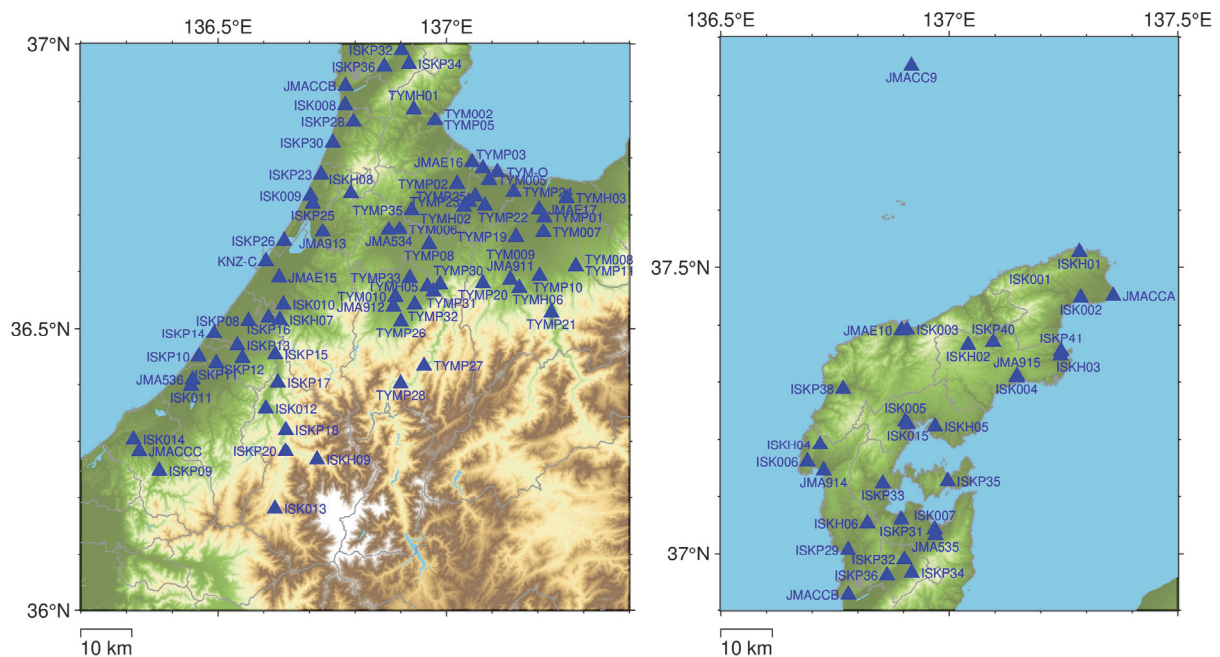 136.5°E 137°E
37°N
36.5°N
36°N
10 km
ISKP32
ISKP36
ISKP34
JMACCB
TYMH01
ISK008
ISKP28
TYM002
TYMP05
ISKP30
TYMP03
JMAE16
TYM-O
ISKP23
ISKH08
TYM005
TYMP02
TYMP24
ISK009
TYMP25
TYMH03
TYMP23
ISKP25
TYMP35
JMAE17
TYMH02
TYMP22
TYMP01
ISKP26
JMA913
JMA534
TYM006
TYMP19
TYM007
KNZ-C
TYMP08
TYM009
TYM008
JMAE15
TYMP33
TYMP30
JMA911
TYMP11
TYMH05
TYMP10
TYM010
TYMP20
TYMH06
ISK010
JMA912
TYMP31
ISKP08
ISKH07
TYMP32
TYMP21
ISKP14
ISKP16
TYMP26
ISKP13
ISKP10
ISKP15
TYMP27
ISKP12
JMA536
ISKP11
ISKP17
TYMP28
ISK011
ISK012
ISKP18
ISK014
JMACCC
ISKP20
ISKH09
ISKP09
ISK013
136.5°E 137°E 137.5°E
37.5°N
37°N
10 km
JMACC9
ISKH01
ISK001
JMACCA
ISK002
JMAE10
ISK003
ISKP40
ISKP41
ISKH02
JMA915
ISKH03
ISKP38
ISK004
ISK005
ISKH05
ISK015
ISKH04
ISK006
JMA914
ISKP33
ISKP35
ISKH06
ISK007
ISKP31
ISKP29
JMA535
ISKP32
ISKP36
ISKP34
JMACCB